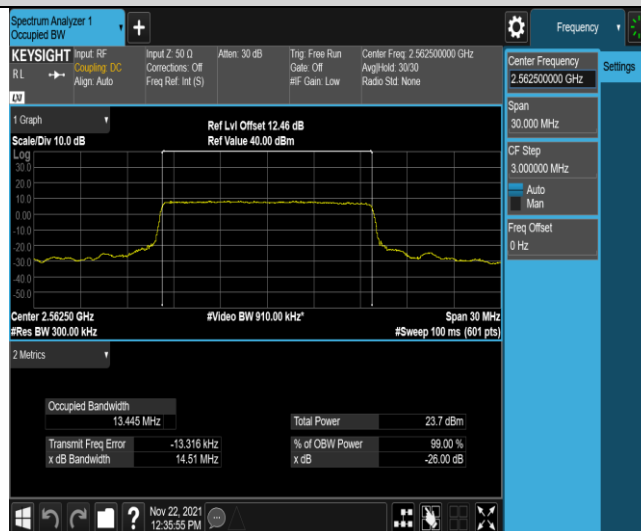 Spectrum Analyzer 1
Occupied BW
+
Frequency
KEYSIGHT
RL
LXI
Input: RF
Coupling: DC
Align: Auto
Input Z: 50 Ω
Corrections: Off
Freq Ref: Int (S)
Atten: 30 dB
Trig: Free Run
Gate: Off
#IF Gain: Low
Center Freq: 2.562500000 GHz
Avg|Hold: 30/30
Radio Std: None
Center Frequency
2.562500000 GHz
Settings
Span
30.000 MHz
CF Step
3.000000 MHz
Auto
Man
Freq Offset
0 Hz
1 Graph
Scale/Div 10.0 dB
Ref Lvl Offset 12.46 dB
Ref Value 40.00 dBm
Log
30.0
20.0
10.0
0.00
-10.0
-20.0
-30.0
-40.0
-50.0
Center 2.56250 GHz
#Video BW 910.00 kHz*
Span 30 MHz
#Res BW 300.00 kHz
#Sweep 100 ms (601 pts)
2 Metrics
Occupied Bandwidth
13.445 MHz
Total Power 23.7 dBm
Transmit Freq Error -13.316 kHz
% of OBW Power 99.00 %
x dB Bandwidth 14.51 MHz
x dB -26.00 dB
?
Nov 22, 2021
12:35:55 PM